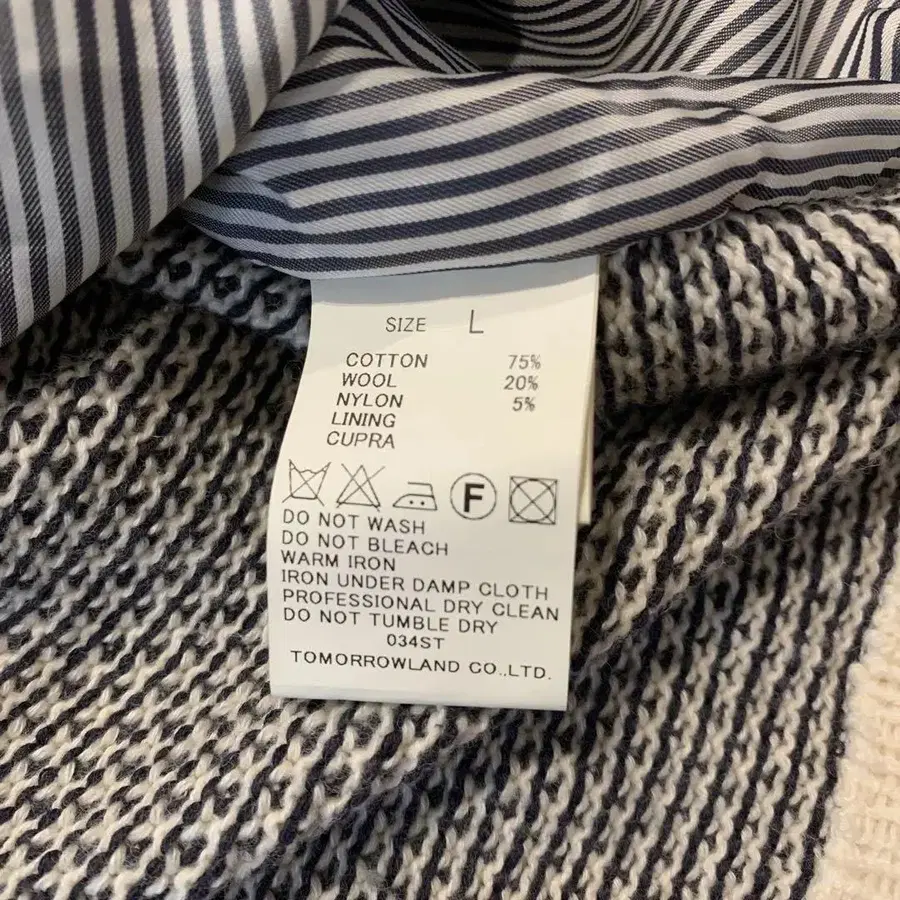 SIZE L
COTTON 75%
WOOL 20%
NYLON 5%
LINING
CUPRA
F
DO NOT WASH
DO NOT BLEACH
WARM IRON
IRON UNDER DAMP CLOTH
PROFESSIONAL DRY CLEAN
DO NOT TUMBLE DRY
034ST
TOMORROWLAND CO.,LTD.